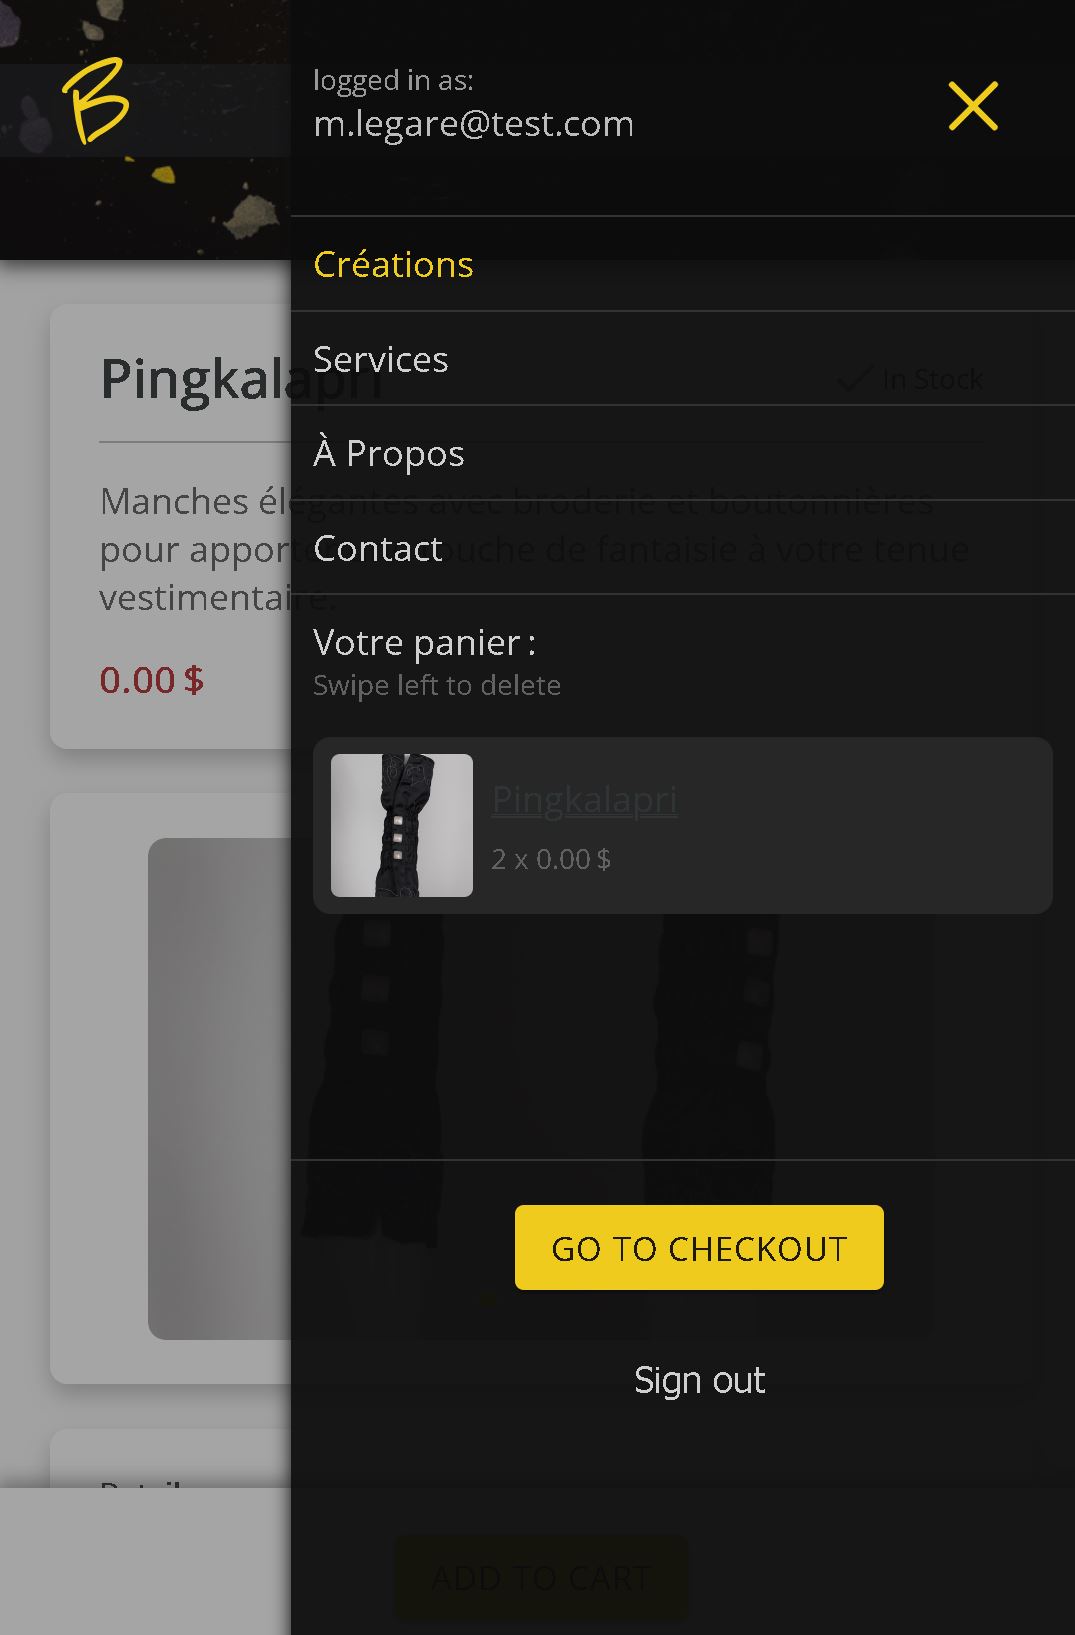 B
logged in as:
m.legare@test.com
Créations
Services
À Propos
Contact
Votre panier :
Swipe left to delete
Pingkalapri
2 x 0.00 $
GO TO CHECKOUT
Sign out
Pingkalapri
In Stock
Manches élégantes avec broderie et boutonnières
pour apporter touche de fantaisie à votre tenue
vestimentaire.
0.00 $
ADD TO CART